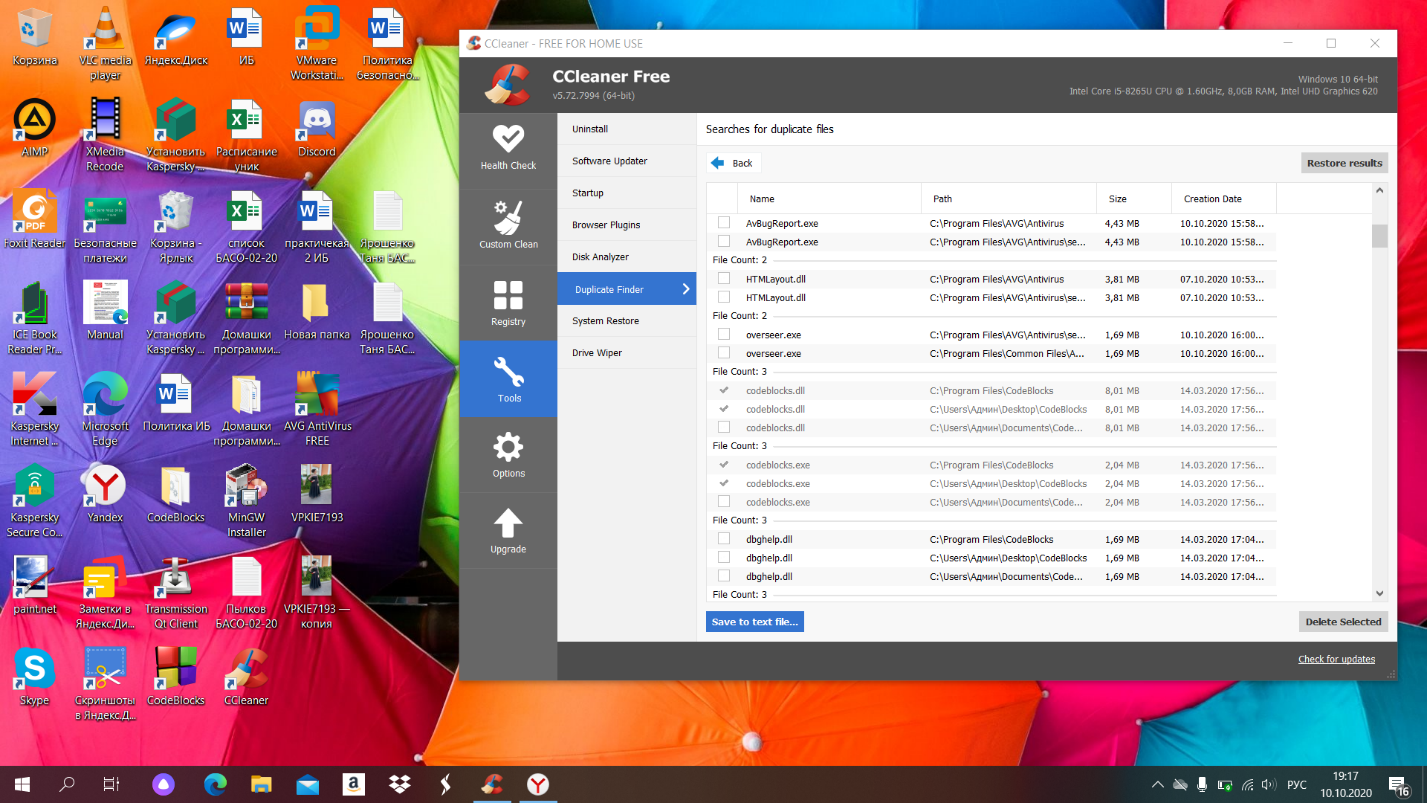 Корзина
VLC media
player
Яндекс.Диск
ИБ
VMware
Workstati...
Политика
безопасно...
AIMP
XMedia
Recode
Установить
Kaspersky ...
Расписание
уник
Discord
Foxit Reader
Безопасные
платежи
Корзина -
Ярлык
список
БАСО-02-20
практичекая
2 ИБ
Ярошенко
Таня БАС...
ICE Book
Reader Pr...
Manual
Установить
Kaspersky ...
Домашки
программи...
Новая папка
Ярошенко
Таня БАС...
Kaspersky
Internet ...
Microsoft
Edge
Политика ИБ
Домашки
программи...
AVG AntiVirus
FREE
Kaspersky
Secure Co...
Yandex
CodeBlocks
MinGW
Installer
VPKIE7193
paint.net
Заметки в
Яндекс.Ди...
Transmission
Qt Client
Пылков
БАСО-02-20
VPKIE7193 —
копия
Skype
Скриншоты
в Яндекс.Д...
CodeBlocks
CCleaner
CCleaner - FREE FOR HOME USE
CCleaner Free
v5.72.7994 (64-bit)
Windows 10 64-bit
Intel Core i5-8265U CPU @ 1.60GHz, 8,0GB RAM, Intel UHD Graphics 620
Health Check
Custom Clean
Registry
Tools
Options
Upgrade
Uninstall
Software Updater
Startup
Browser Plugins
Disk Analyzer
Duplicate Finder
System Restore
Drive Wiper
Searches for duplicate files
Back
Restore results
Name Path Size Creation Date
AvBugReport.exe C:\Program Files\AVG\Antivirus 4,43 MB 10.10.2020 15:58...
AvBugReport.exe C:\Program Files\AVG\Antivirus\se... 4,43 MB 10.10.2020 15:58...
File Count: 2
HTMLayout.dll C:\Program Files\AVG\Antivirus 3,81 MB 07.10.2020 10:53...
HTMLayout.dll C:\Program Files\AVG\Antivirus\se... 3,81 MB 07.10.2020 10:53...
File Count: 2
overseer.exe C:\Program Files\AVG\Antivirus\se... 1,69 MB 10.10.2020 16:00...
overseer.exe C:\Program Files\Common Files\A... 1,69 MB 10.10.2020 16:00...
File Count: 3
codeblocks.dll C:\Program Files\CodeBlocks 8,01 MB 14.03.2020 17:56...
codeblocks.dll C:\Users\Админ\Desktop\CodeBlocks 8,01 MB 14.03.2020 17:56...
codeblocks.dll C:\Users\Админ\Documents\Code... 8,01 MB 14.03.2020 17:56...
File Count: 3
codeblocks.exe C:\Program Files\CodeBlocks 2,04 MB 14.03.2020 17:56...
codeblocks.exe C:\Users\Админ\Desktop\CodeBlocks 2,04 MB 14.03.2020 17:56...
codeblocks.exe C:\Users\Админ\Documents\Code... 2,04 MB 14.03.2020 17:56...
File Count: 3
dbghelp.dll C:\Program Files\CodeBlocks 1,69 MB 14.03.2020 17:04...
dbghelp.dll C:\Users\Админ\Desktop\CodeBlocks 1,69 MB 14.03.2020 17:04...
dbghelp.dll C:\Users\Админ\Documents\Code... 1,69 MB 14.03.2020 17:04...
File Count: 3
Save to text file...
Delete Selected
Check for updates
РУС
19:17
10.10.2020
16